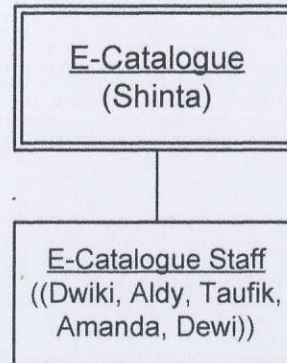 E-Catalogue
(Shinta)
E-Catalogue Staff
((Dwiki, Aldy, Taufik,
Amanda, Dewi))